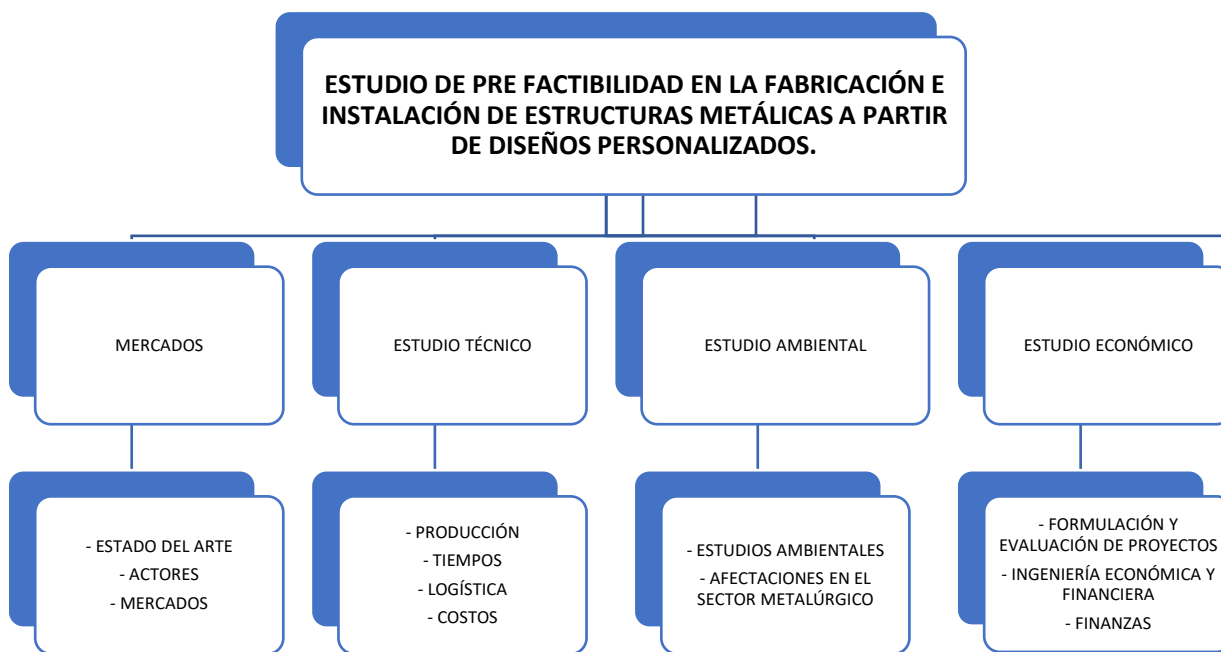 ESTUDIO DE PRE FACTIBILIDAD EN LA FABRICACIÓN E
INSTALACIÓN DE ESTRUCTURAS METÁLICAS A PARTIR
DE DISEÑOS PERSONALIZADOS.
MERCADOS
ESTUDIO TÉCNICO
ESTUDIO AMBIENTAL
ESTUDIO ECONÓMICO
- ESTADO DEL ARTE
- ACTORES
- MERCADOS
- PRODUCCIÓN
- TIEMPOS
- LOGÍSTICA
- COSTOS
- ESTUDIOS AMBIENTALES
- AFECTACIONES EN EL
SECTOR METALÚRGICO
- FORMULACIÓN Y
EVALUACIÓN DE PROYECTOS
- INGENIERÍA ECONÓMICA Y
FINANCIERA
- FINANZAS